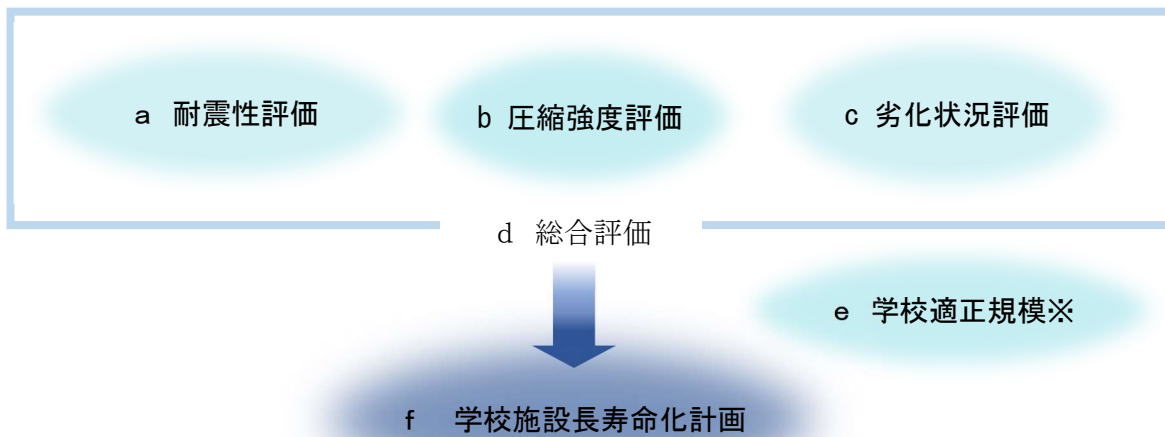 a 耐震性評価
b 圧縮強度評価
c 劣化状況評価
d 総合評価
e 学校適正規模※
f 学校施設長寿命化計画